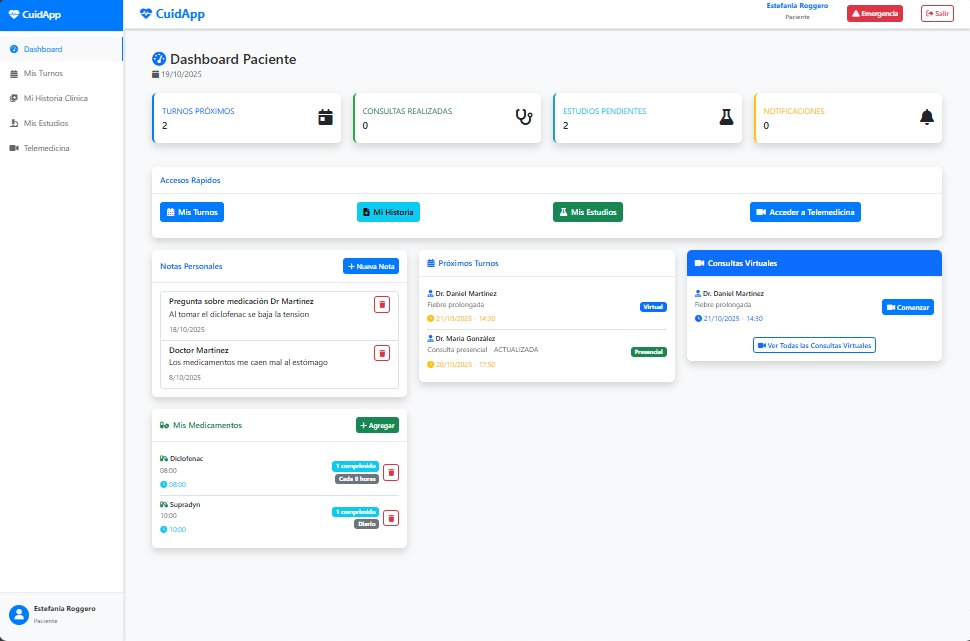 CuidApp
CuidApp
Estefania Roggero
Paciente
Emergencia
Salir
Dashboard
Mis Turnos
Mi Historia Clínica
Mis Estudios
Telemedicina
Dashboard Paciente
19/10/2025
TURNOS PRÓXIMOS
2
CONSULTAS REALIZADAS
0
ESTUDIOS PENDIENTES
2
NOTIFICACIONES
0
Accesos Rápidos
Mis Turnos
Mi Historia
Mis Estudios
Acceder a Telemedicina
Notas Personales
+ Nueva Nota
Pregunta sobre medicación Dr Martinez
Al tomar el diclofenac se baja la tension
18/10/2025
Doctor Martinez
Los medicamentos me caen mal al estómago
8/10/2025
Próximos Turnos
Dr. Daniel Martínez
Fiebre prolongada
21/10/2025 - 14:30
Virtual
Dr. María González
Consulta presencial - ACTUALIZADA
20/10/2025 - 17:50
Presencial
Consultas Virtuales
Dr. Daniel Martínez
Fiebre prolongada
21/10/2025 - 14:30
Comenzar
Ver Todas las Consultas Virtuales
Mis Medicamentos
+ Agregar
Diclofenac
08:00
08:00
1 comprimido
Cada 8 horas
Supradyn
10:00
10:00
1 comprimido
Diario
Estefania Roggero
Paciente